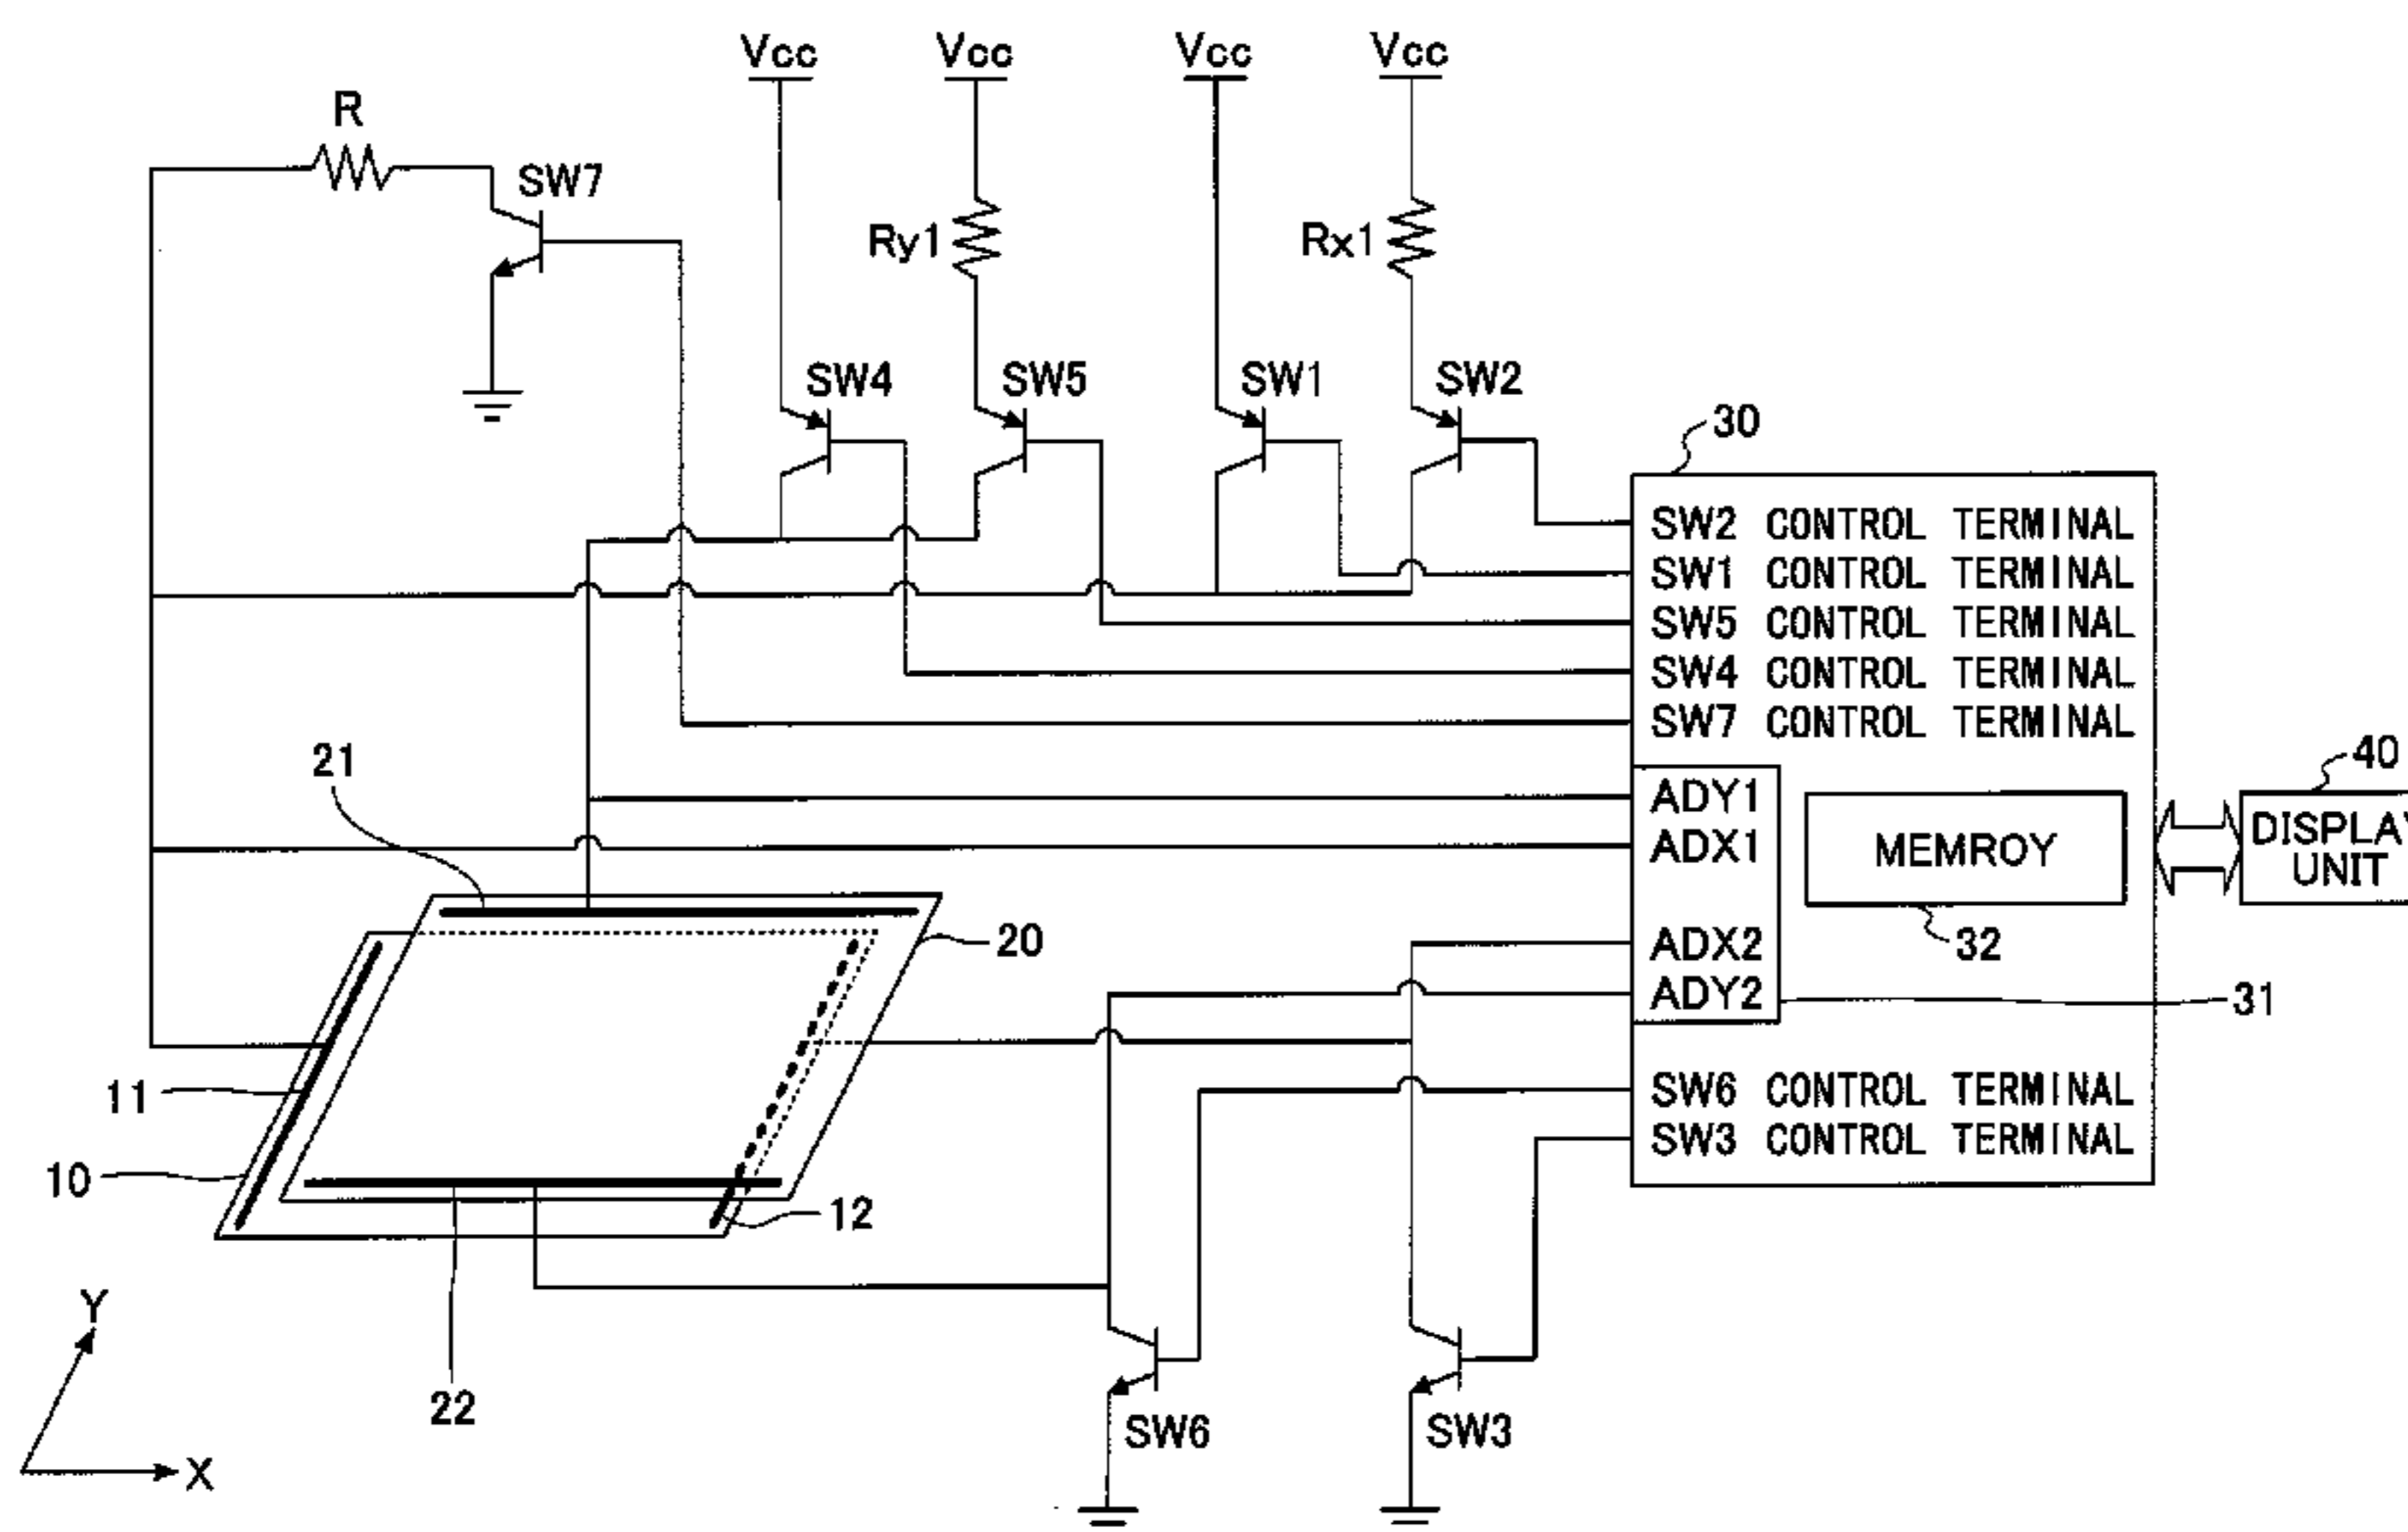 Vcc Vcc Vcc Vcc
R
SW7
Ry1
Rx1
SW4 SW5 SW1 SW2
30
SW2 CONTROL TERMINAL
SW1 CONTROL TERMINAL
SW5 CONTROL TERMINAL
SW4 CONTROL TERMINAL
SW7 CONTROL TERMINAL
21
40
ADY1
ADX1
MEMROY
DISPLAY
UNIT
20
ADX2
32
ADY2
31
11
SW6 CONTROL TERMINAL
SW3 CONTROL TERMINAL
10
12
Y
22
SW6
SW3
X